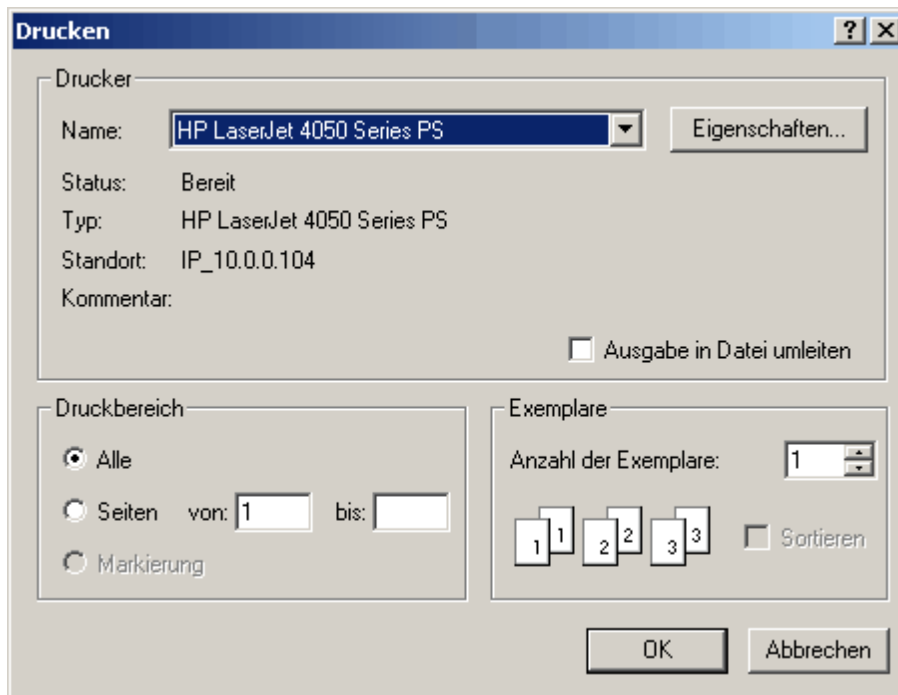 Drucken
Drucker
Name: HP LaserJet 4050 Series PS Eigenschaften...
Status: Bereit
Typ: HP LaserJet 4050 Series PS
Standort: IP_10.0.0.104
Kommentar:
Ausgabe in Datei umleiten
Druckbereich
Alle
Seiten von: 1 bis:
Markierung
Exemplare
Anzahl der Exemplare: 1
1 1 2 2 3 3 Sortieren
OK Abbrechen